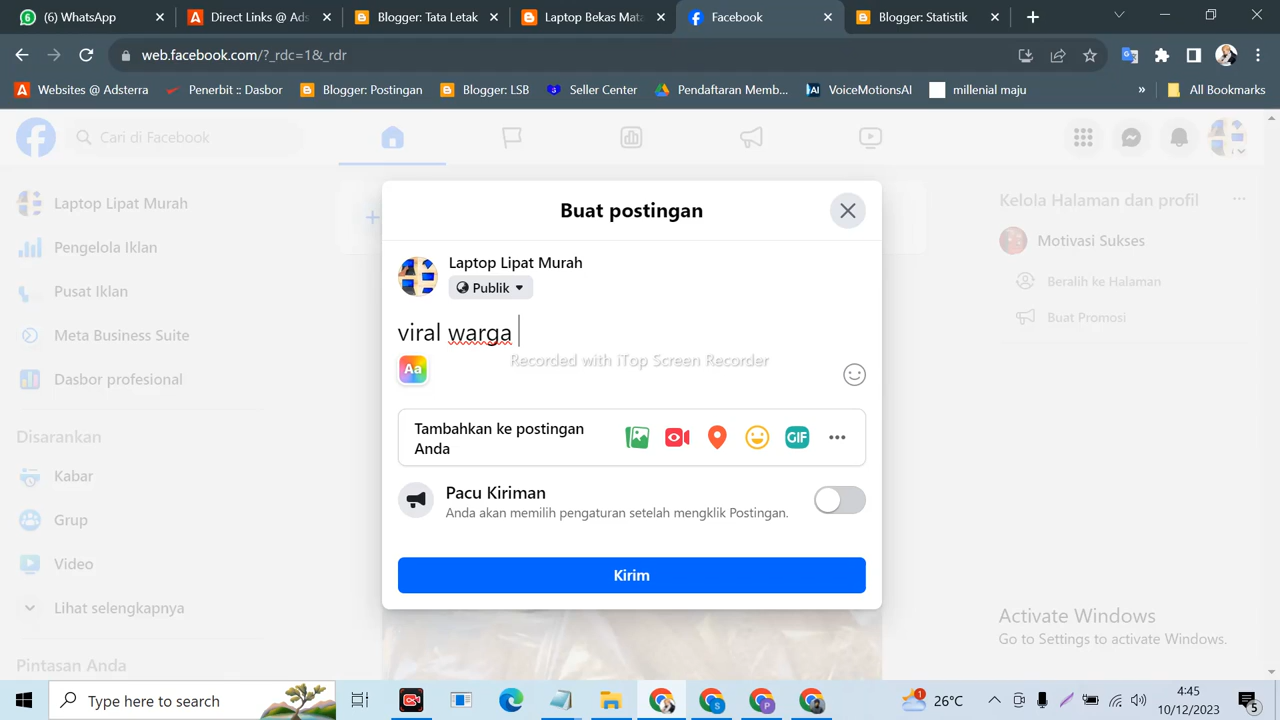 (6) WhatsApp
Direct Links @ Ads
Blogger: Tata Letak
Laptop Bekas Mata
Facebook
Blogger: Statistik
web.facebook.com/?_rdc=1&_rdr
Websites @ Adsterra
Penerbit :: Dasbor
Blogger: Postingan
Blogger: LSB
Seller Center
Pendaftaran Memb...
VoiceMotionsAI
millenial maju
»
All Bookmarks
Cari di Facebook
Laptop Lipat Murah
Pengelola Iklan
Pusat Iklan
Meta Business Suite
Dasbor profesional
Disarankan
Kabar
Grup
Video
Lihat selengkapnya
Pintasan Anda
Buat postingan
Laptop Lipat Murah
Publik
viral warga
Recorded with iTop Screen Recorder
Aa
Tambahkan ke postingan
Anda
GIF
Pacu Kiriman
Anda akan memilih pengaturan setelah mengklik Postingan.
Kirim
Kelola Halaman dan profil
Motivasi Sukses
Beralih ke Halaman
Buat Promosi
Activate Windows
Go to Settings to activate Windows.
Type here to search
S
P
1
26°C
4:45
10/12/2023
5